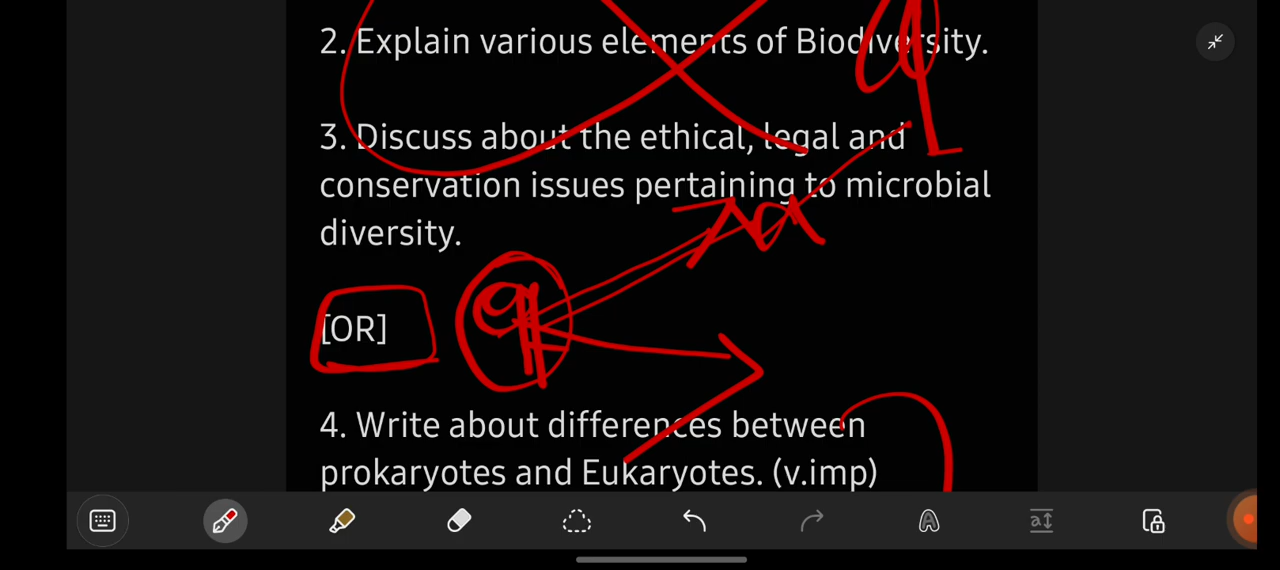 2. Explain various elements of Biodiversity.
3. Discuss about the ethical, legal and
conservation issues pertaining to microbial
diversity.
[OR]
4. Write about differences between
prokaryotes and Eukaryotes. (v.imp)